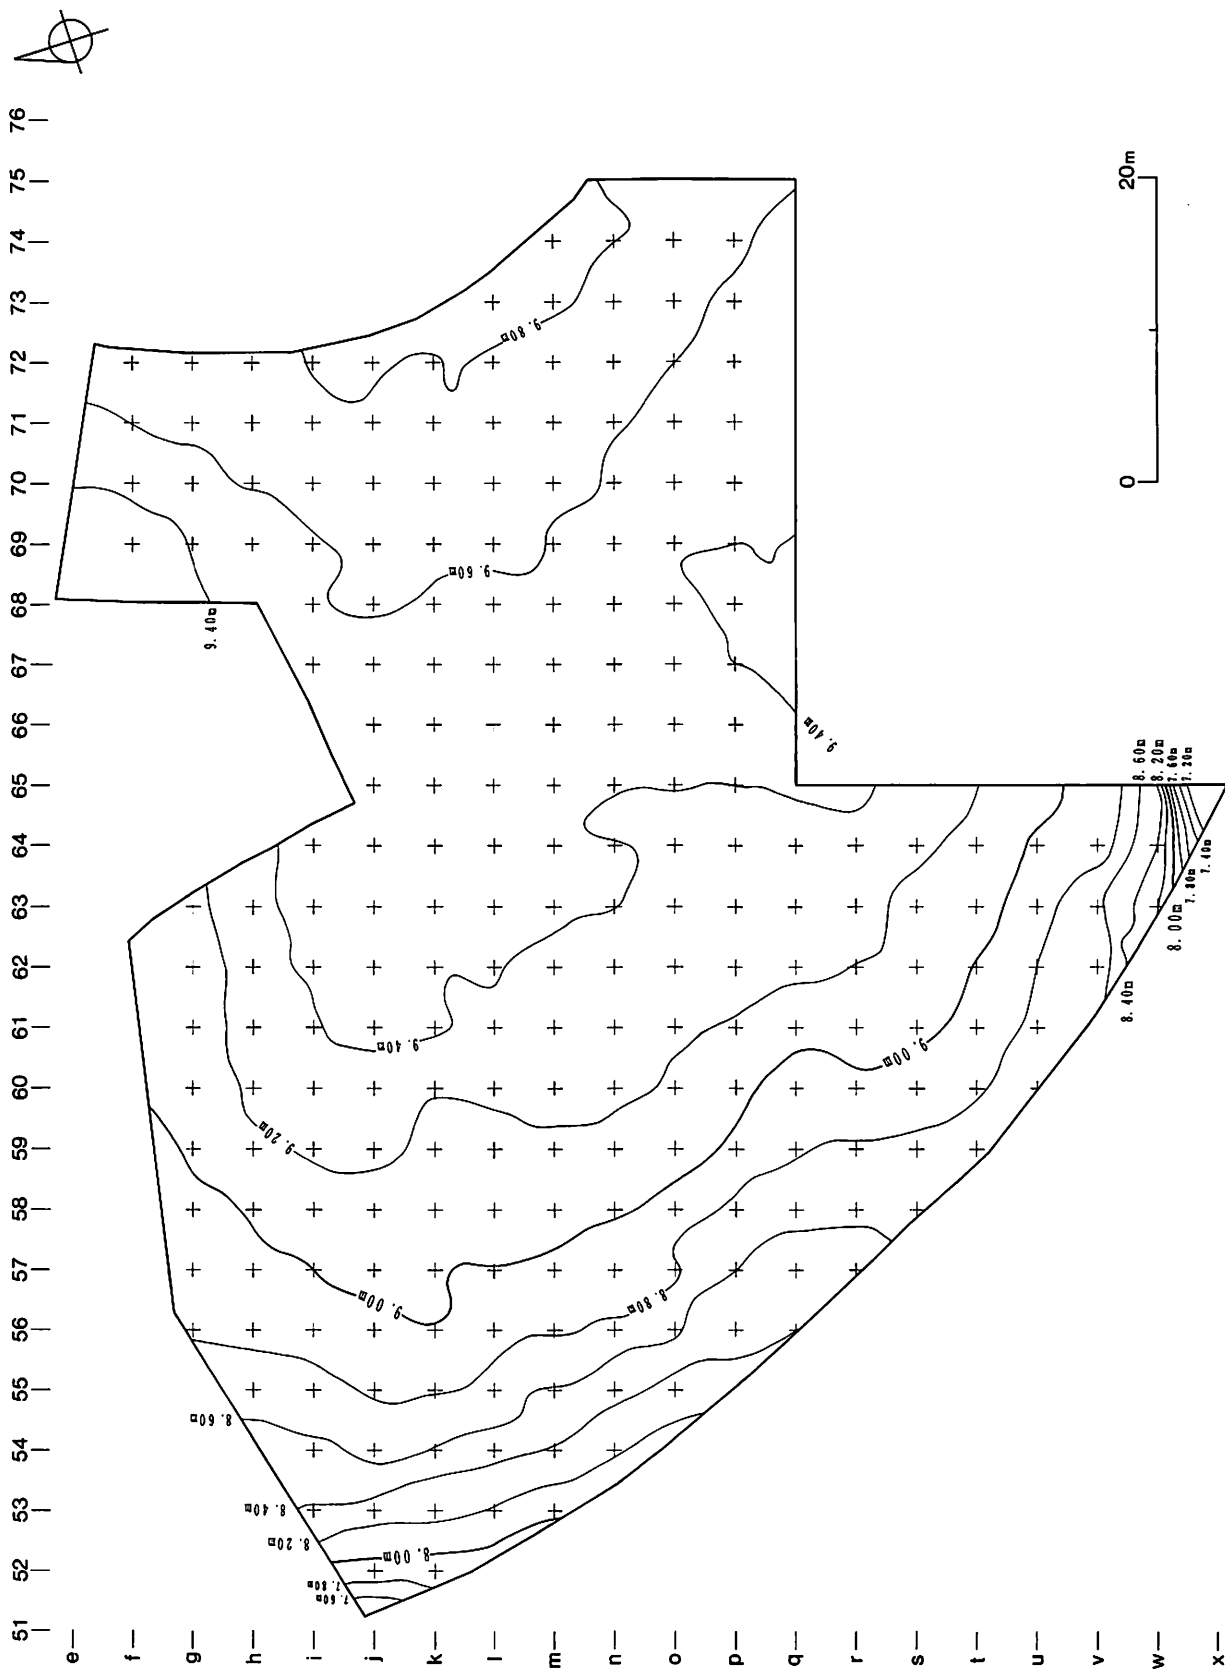 76
75
74
73
72
71
70
69
68
67
66
65
64
63
62
61
60
59
58
57
56
55
54
53
52
51
e
f
g
h
i
j
k
l
m
n
o
p
q
r
s
t
u
v
w
x
20m
0
9.80m
9.60m
9.40m
9.40m
9.40m
9.20m
9.00m
9.00m
8.80m
8.60m
8.40m
8.20m
8.00m
7.80m
7.60m
8.60m
8.20m
7.60m
7.20m
7.40m
7.80m
8.00m
8.40m